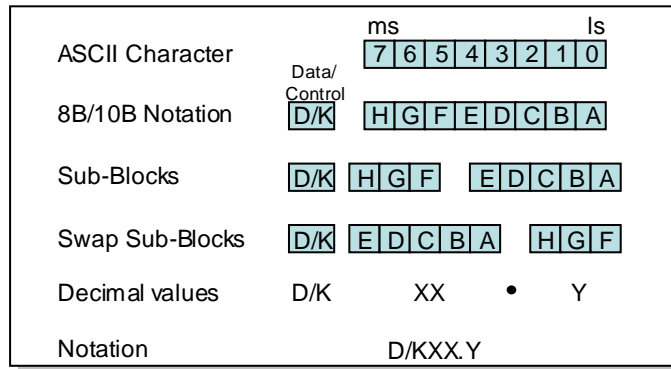 ms ls
ASCII Character 7 6 5 4 3 2 1 0
Data/
Control
8B/10B Notation D/K H G F E D C B A
Sub-Blocks D/K H G F E D C B A
Swap Sub-Blocks D/K E D C B A H G F
Decimal values D/K XX • Y
Notation D/KXX.Y